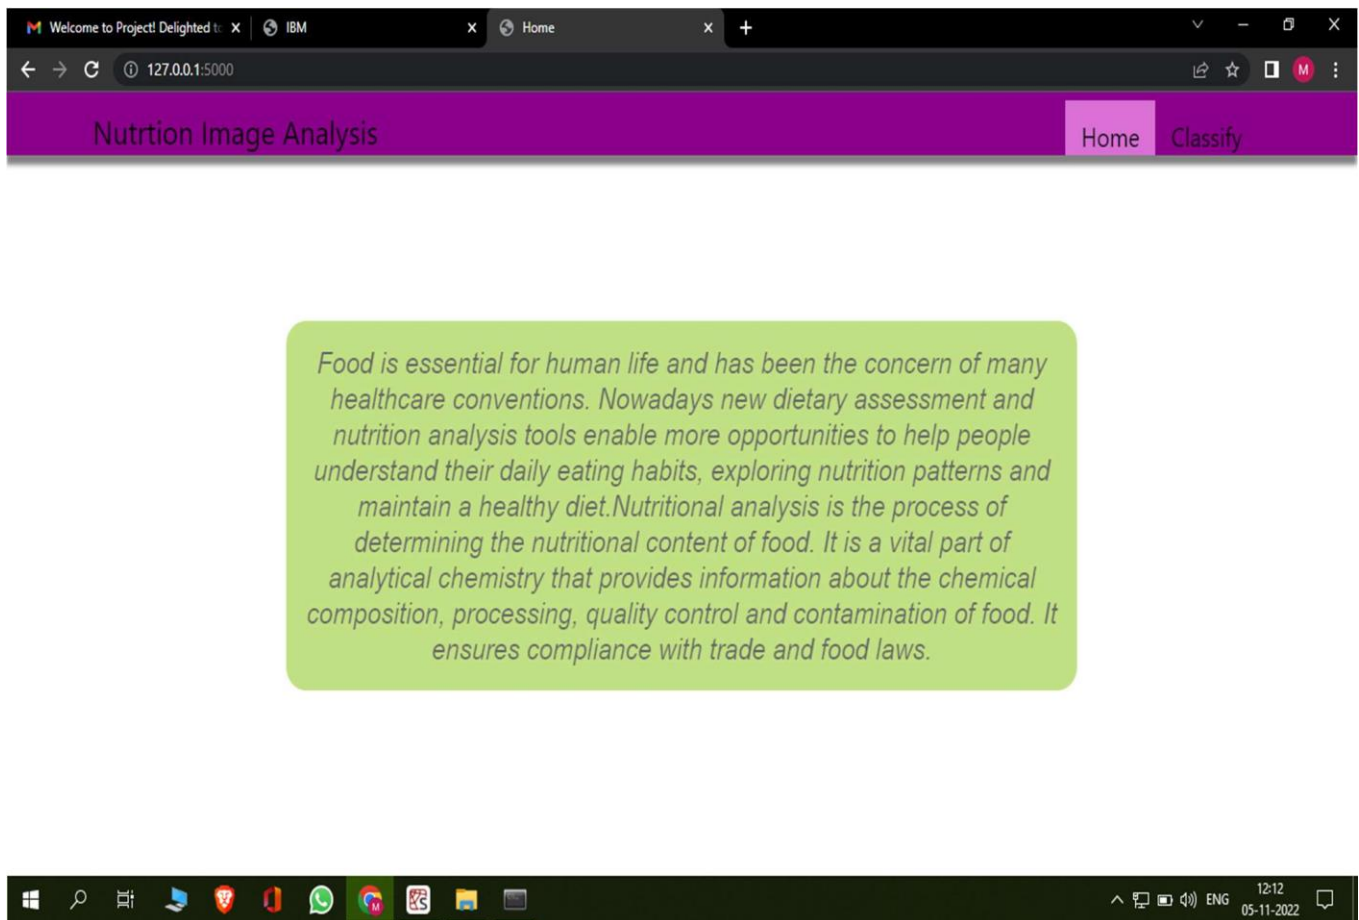 Welcome to Project! Delighted to
IBM
Home
127.0.0.1:5000
M
Nutrtion Image Analysis
Home
Classify
Food is essential for human life and has been the concern of many
healthcare conventions. Nowadays new dietary assessment and
nutrition analysis tools enable more opportunities to help people
understand their daily eating habits, exploring nutrition patterns and
maintain a healthy diet.Nutritional analysis is the process of
determining the nutritional content of food. It is a vital part of
analytical chemistry that provides information about the chemical
composition, processing, quality control and contamination of food. It
ensures compliance with trade and food laws.
ENG
12:12
05-11-2022